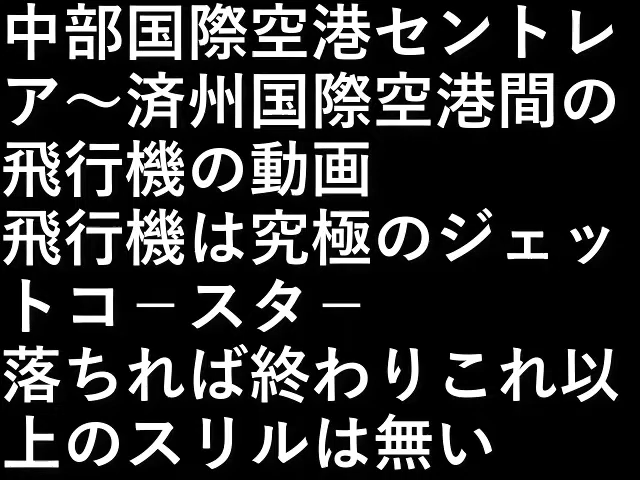 中部国際空港セントレ
ア～済州国際空港間の
飛行機の動画
飛行機は究極のジェッ
トコ－スタ－
落ちれば終わりこれ以
上のスリルは無い